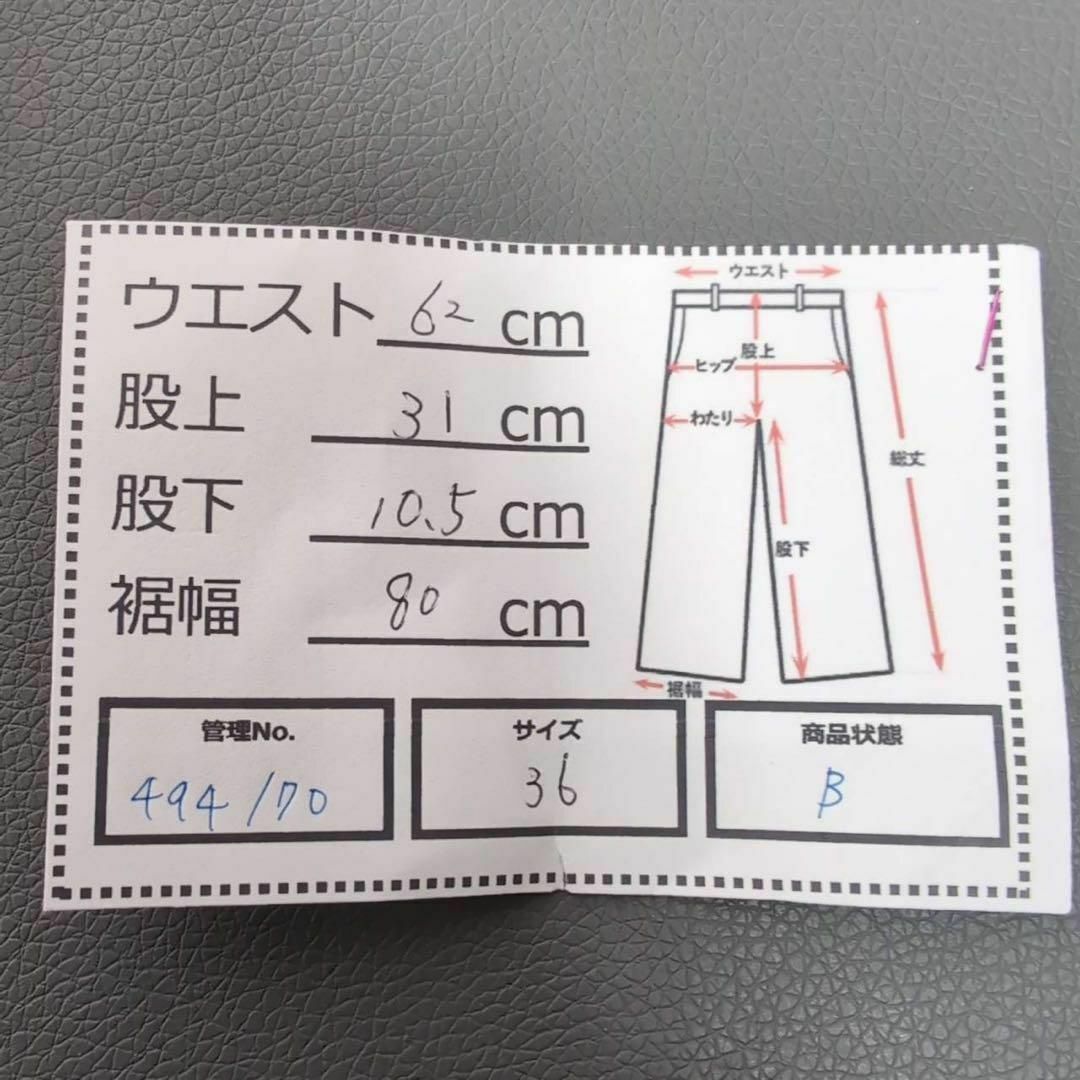 ウエスト 62 cm
股上 31 cm
股下 10.5 cm
裾幅 80 cm
ウエスト
股上
ヒップ
わたり
総丈
股下
裾幅
管理No.
494/170
サイズ
36
商品状態
B